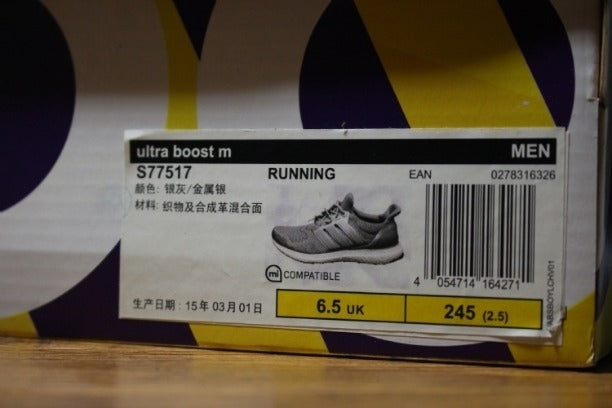 ultra boost m MEN
S77517 RUNNING EAN 0278316326
颜色: 银灰/金属银
材料: 织物及合成革混合面
mi COMPATIBLE
4 054714 164271
生产日期: 15年 03月01日 6.5 UK 245 (2.5)